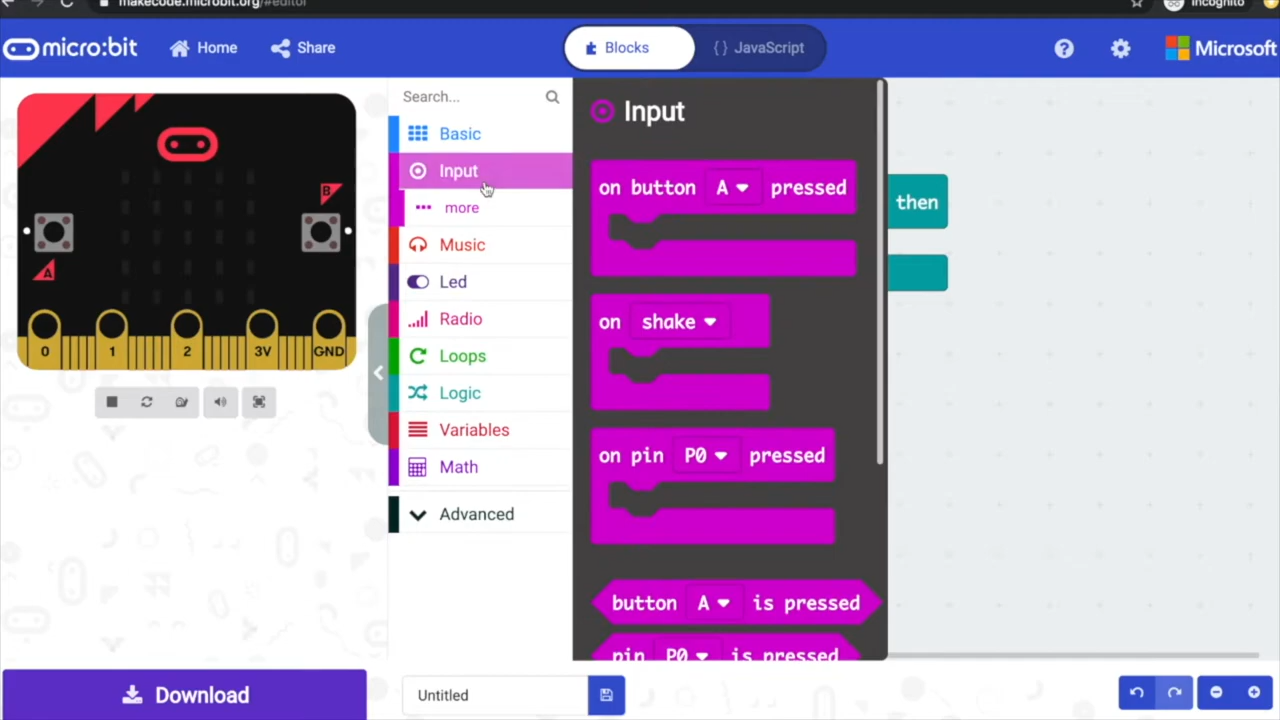 makecode.microbit.org/#editor
Incognito
micro:bit
Home
Share
Blocks
{ } JavaScript
Microsoft
Search...
Basic
Input
more
Music
Led
Radio
Loops
Logic
Variables
Math
Advanced
Input
on button A pressed
on shake
on pin P0 pressed
button A is pressed
pin P0 is pressed
then
B
A
0 1 2 3V GND
Download
Untitled